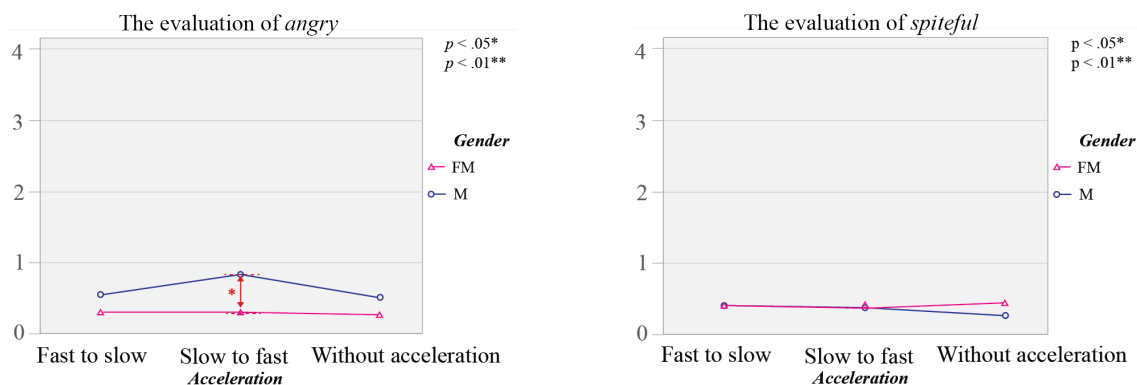 The evaluation of angry
p < .05*
p < .01**
4
3
2
1
0
Gender
FM
M
*
Fast to slow
Slow to fast
Without acceleration
Acceleration
The evaluation of spiteful
p < .05*
p < .01**
4
3
2
1
0
Gender
FM
M
Fast to slow
Slow to fast
Without acceleration
Acceleration